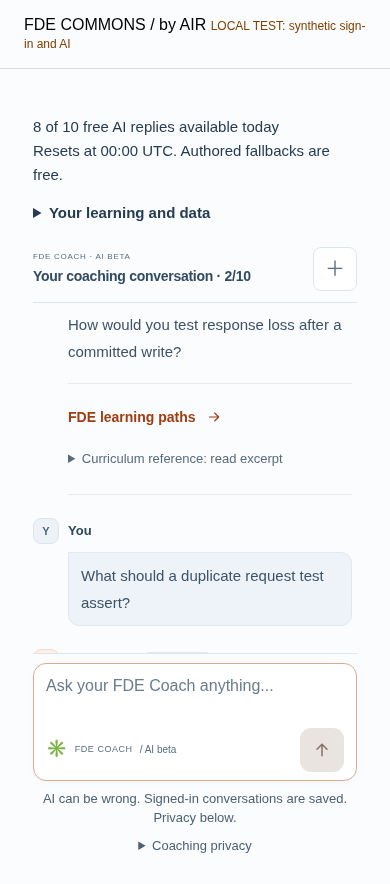 FDE COMMONS / by AIR LOCAL TEST: synthetic sign-
in and AI
8 of 10 free AI replies available today
Resets at 00:00 UTC. Authored fallbacks are
free.
Your learning and data
FDE COACH · AI BETA
Your coaching conversation · 2/10
How would you test response loss after a
committed write?
FDE learning paths →
Curriculum reference: read excerpt
Y You
What should a duplicate request test
assert?
Ask your FDE Coach anything...
FDE COACH / AI beta
AI can be wrong. Signed-in conversations are saved.
Privacy below.
Coaching privacy